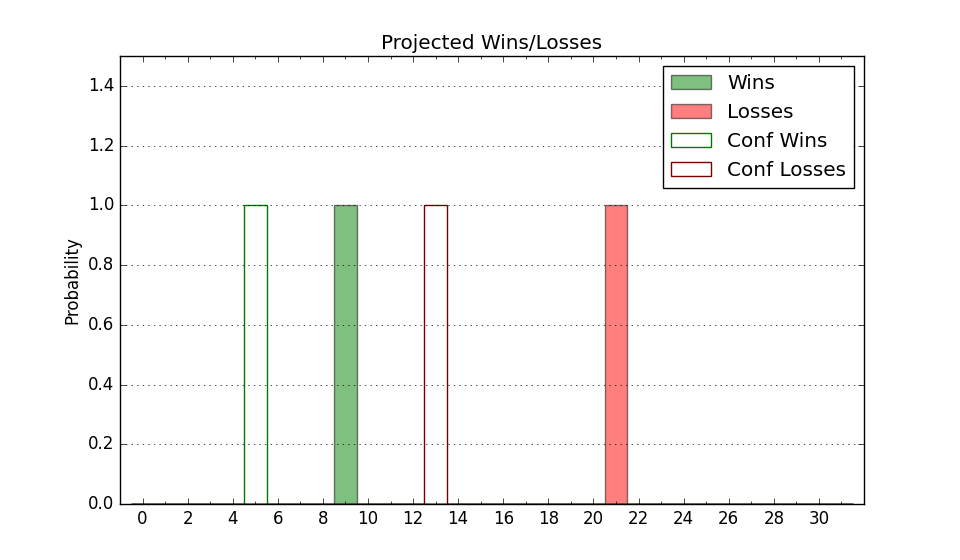 Projected Wins/Losses
Wins
Losses
Conf Wins
Conf Losses
Probability
1.4
1.2
1.0
0.8
0.6
0.4
0.2
0.0
0 2 4 6 8 10 12 14 16 18 20 22 24 26 28 30